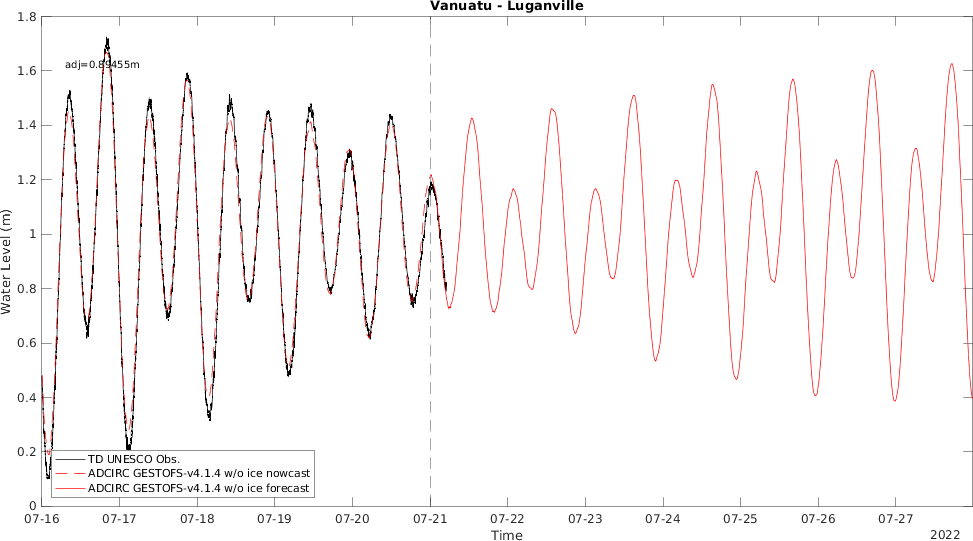 Vanuatu - Luganville
1.8
1.6
1.4
1.2
1
0.8
0.6
0.4
0.2
0
Water Level (m)
adj=0.89455m
TD UNESCO Obs.
ADCIRC GESTOFS-v4.1.4 w/o ice nowcast
ADCIRC GESTOFS-v4.1.4 w/o ice forecast
07-16 07-17 07-18 07-19 07-20 07-21 07-22 07-23 07-24 07-25 07-26 07-27
Time
2022